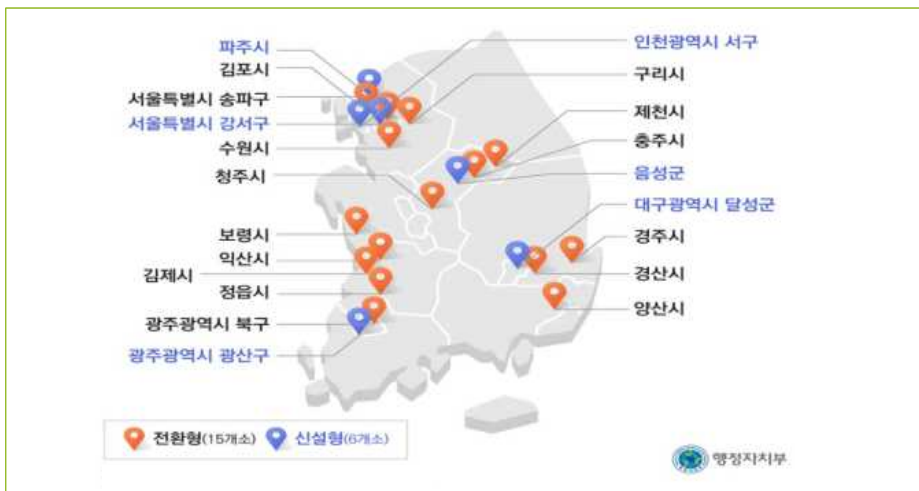 파주시
김포시
서울특별시 송파구
서울특별시 강서구
수원시
청주시
보령시
익산시
김제시
정읍시
광주광역시 북구
광주광역시 광산구
인천광역시 서구
구리시
제천시
충주시
음성군
대구광역시 달성군
경주시
경산시
양산시
전환형(15개소) 신설형(6개소)
행정자치부